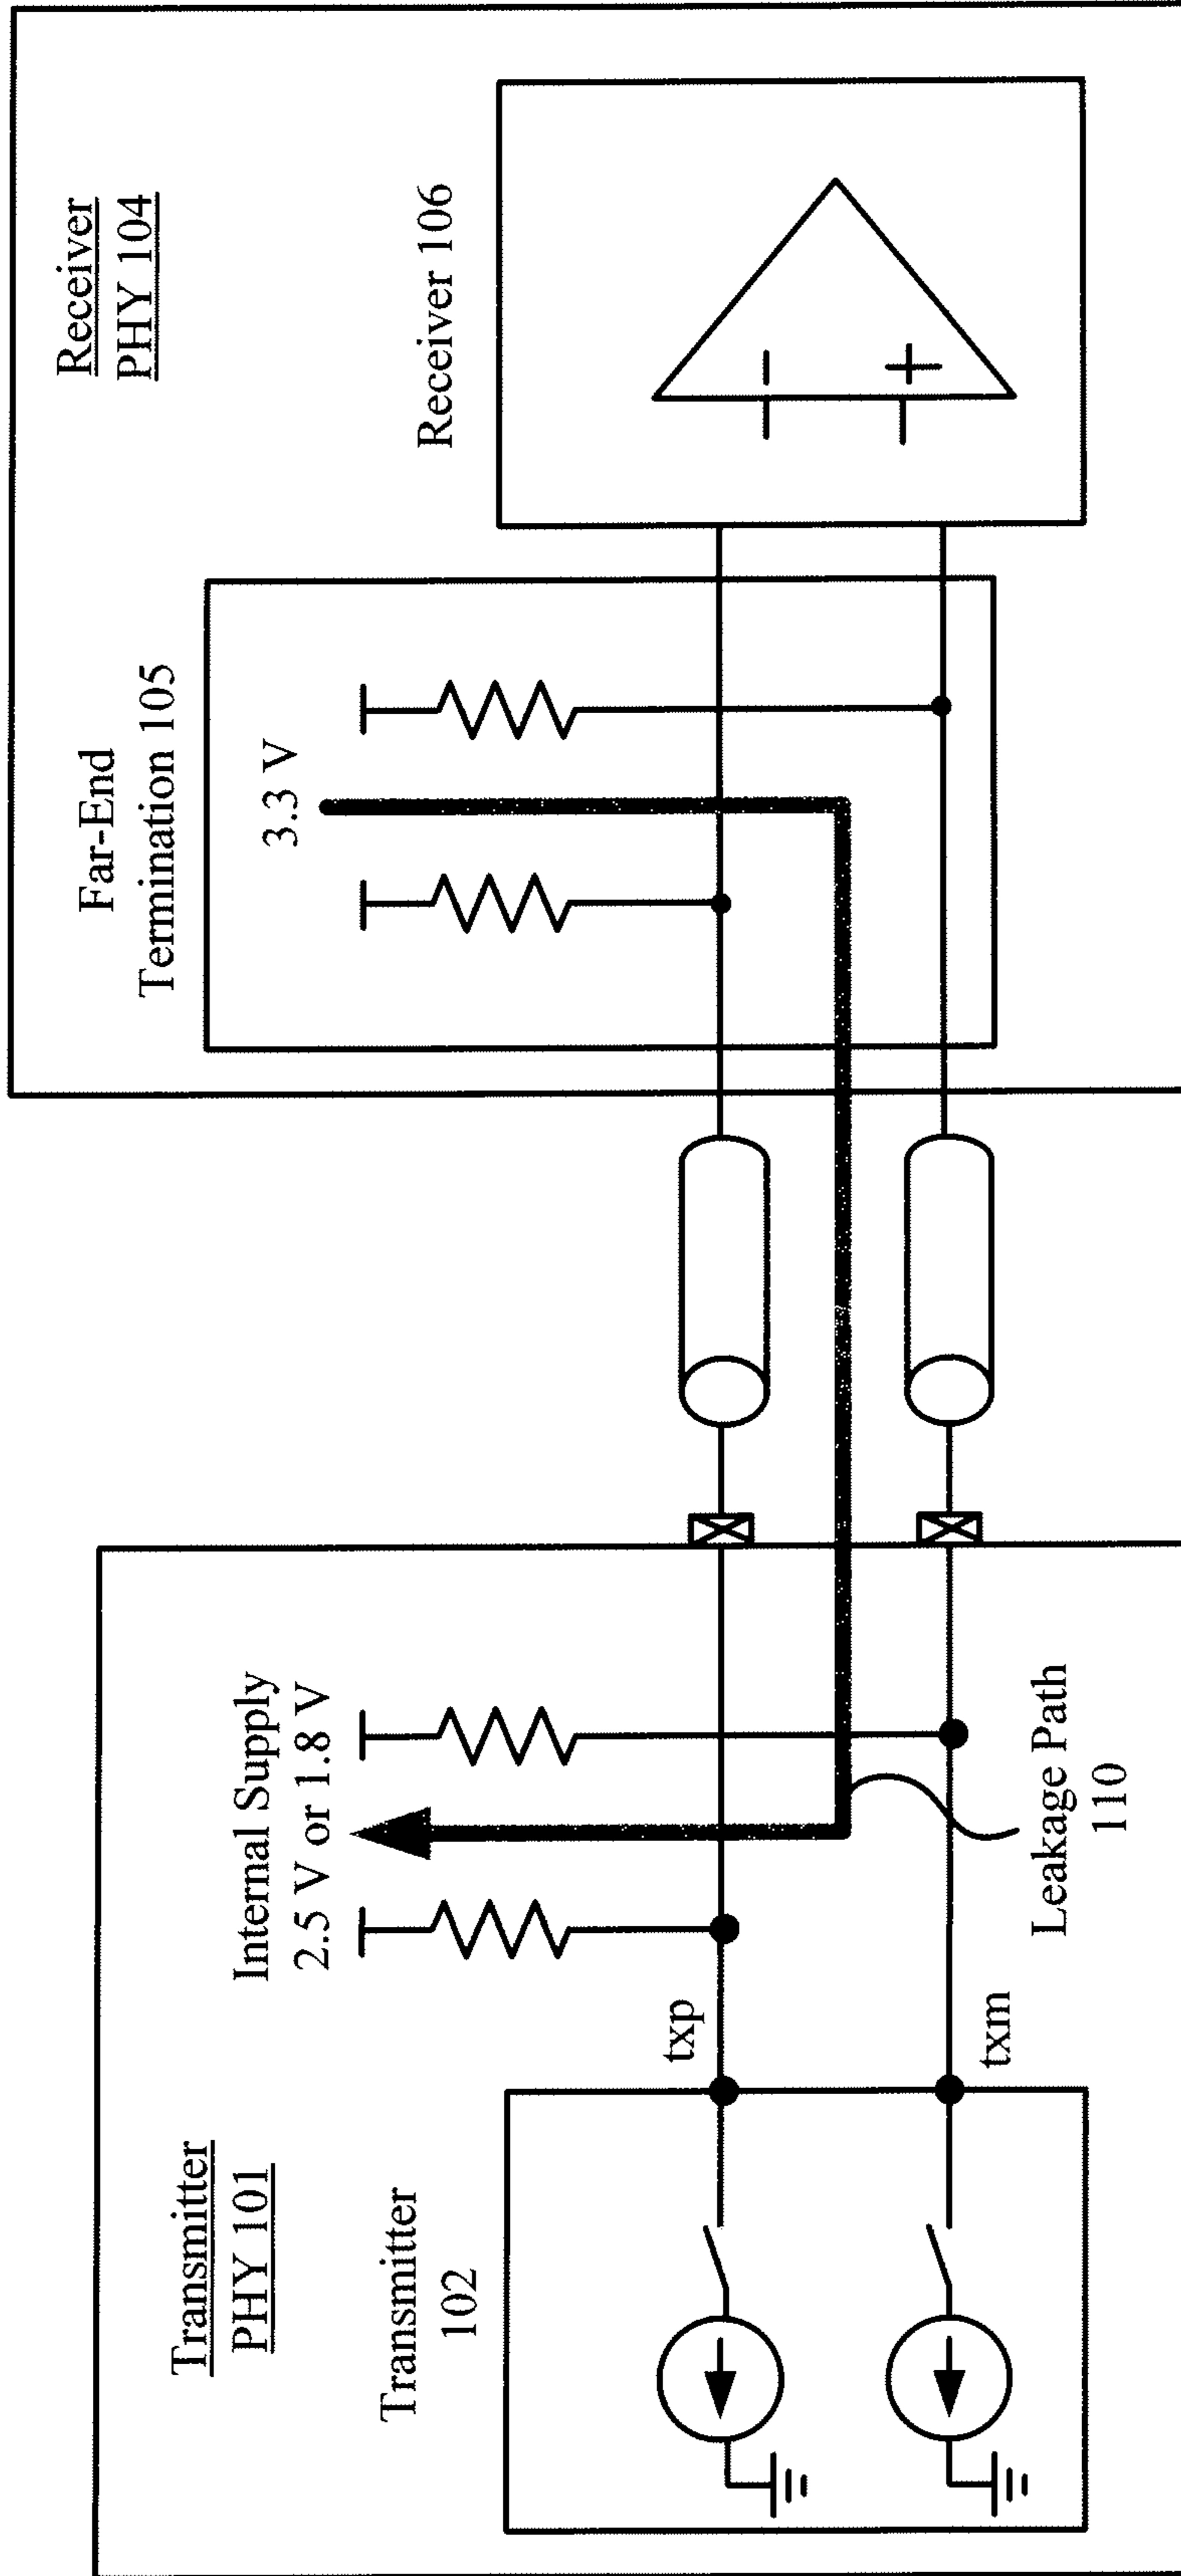 Transmitter
PHY 101
Transmitter
102
txp
txm
Internal Supply
2.5 V or 1.8 V
Leakage Path
110
Receiver
PHY 104
Far-End
Termination 105
3.3 V
Receiver 106
−
+